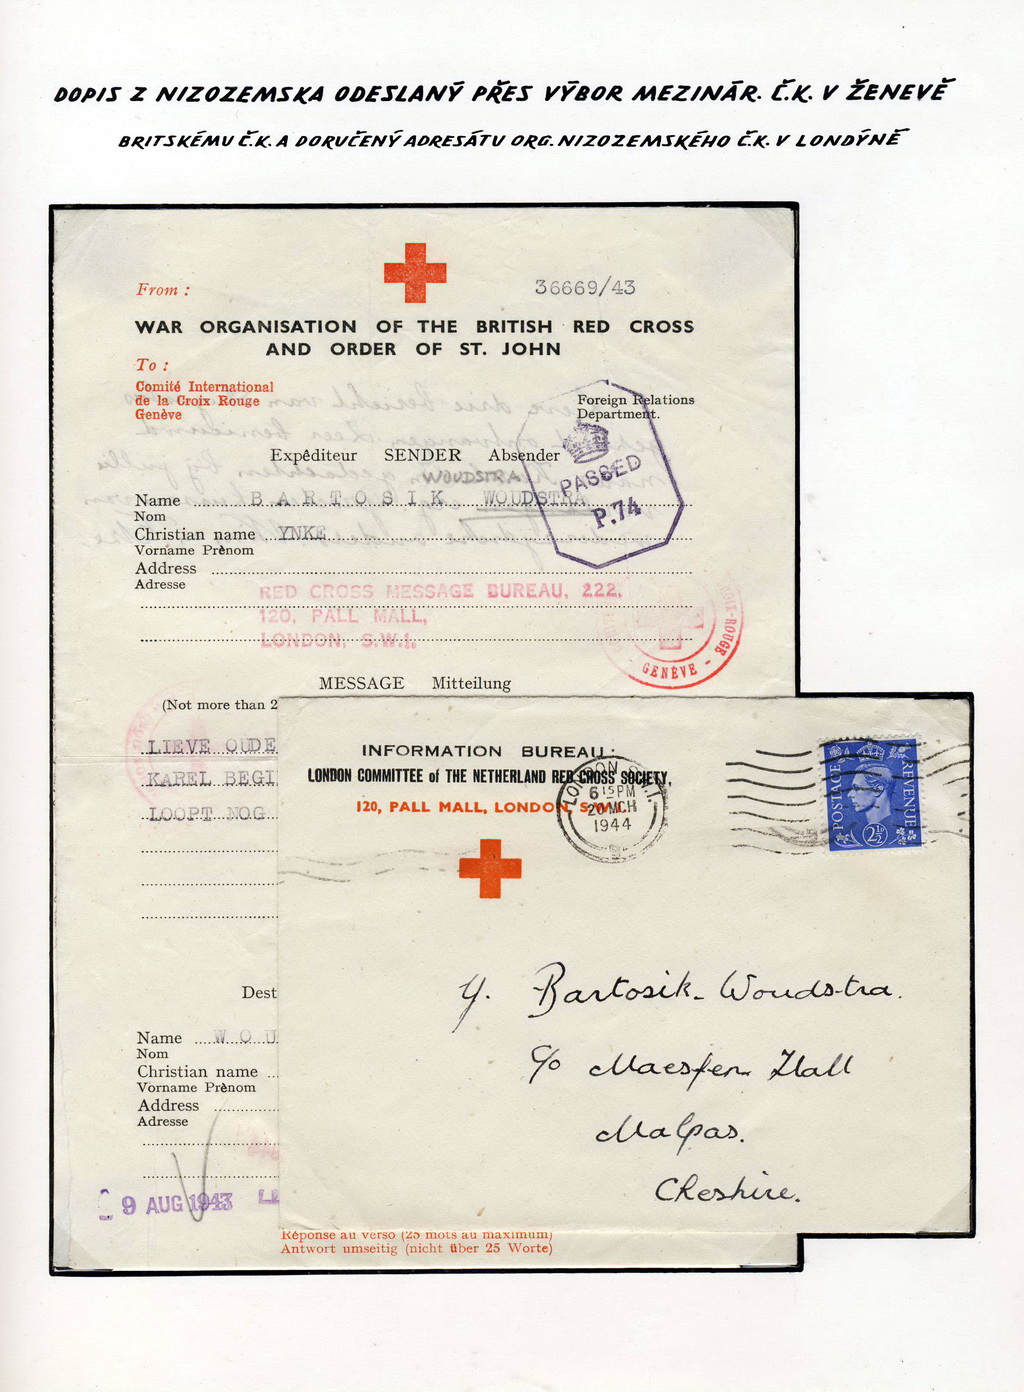 DOPIS Z NIZOZEMSKA ODESLANÝ PŘES VÝBOR MEZINÁR. Č.K. V ŽENEVĚ
BRITSKÉMU Č.K. A DORUČENÝ ADRESÁTU ORG. NIZOZEMSKÉHO Č.K. V LONDÝNĚ
From :
36669/43
WAR ORGANISATION OF THE BRITISH RED CROSS
AND ORDER OF ST. JOHN
To :
Comité International
de la Croix Rouge
Genève
Foreign Relations
Department.
PASSED
P.74
Expéditeur SENDER Absender
WOUDSTRA
Name BARTOSIK WOUDSTRA
Nom
Christian name YNKE
Vorname Prènom
Address
Adresse
RED CROSS MESSAGE BUREAU, 222,
120, PALL MALL,
LONDON, S.W.1.
CROIX-ROUGE - GENÈVE -
MESSAGE Mitteilung
(Not more than 2
LIEVE OUDE
KAREL BEGI
LOOPT NOG
Dest
Name WOU
Nom
Christian name
Vorname Prènom
Address
Adresse
9 AUG 1943
Réponse au verso (25 mots au maximum)
Antwort umseitig (nicht über 25 Worte)
INFORMATION BUREAU:
LONDON COMMITTEE of THE NETHERLAND RED CROSS SOCIETY,
120, PALL MALL, LONDON, S.W.1.
LONDON S.W.1.
6 15 PM
20 MCH
1944
POSTAGE REVENUE
2½D
Y. Bartosik-Woudstra.
c/o Maesfen Hall
Malpas.
Cheshire.